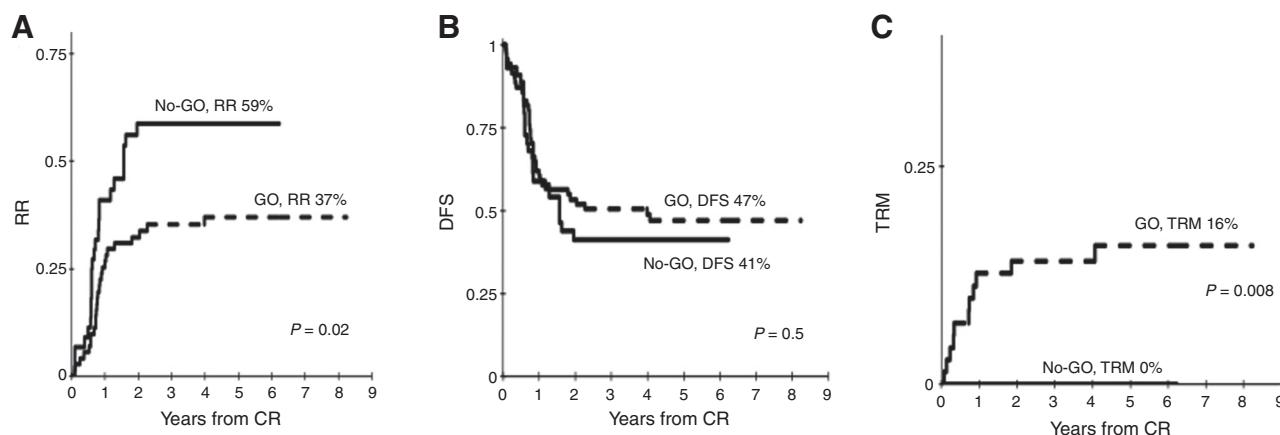 A
0.75
0.5
0.25
0
RR
No-GO, RR 59%
GO, RR 37%
P = 0.02
0 1 2 3 4 5 6 7 8 9
Years from CR
B
1
0.75
0.5
0.25
0
DFS
GO, DFS 47%
No-GO, DFS 41%
P = 0.5
0 1 2 3 4 5 6 7 8 9
Years from CR
C
0.25
0
TRM
GO, TRM 16%
P = 0.008
No-GO, TRM 0%
0 1 2 3 4 5 6 7 8 9
Years from CR